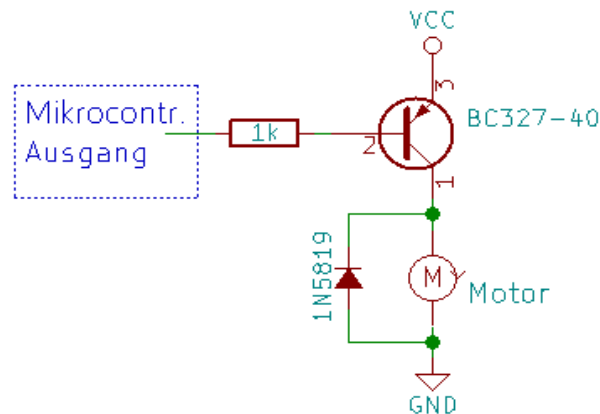 VCC
3
Mikrocontr.
Ausgang
1k
2
BC327-40
1
1N5819
M
Motor
GND